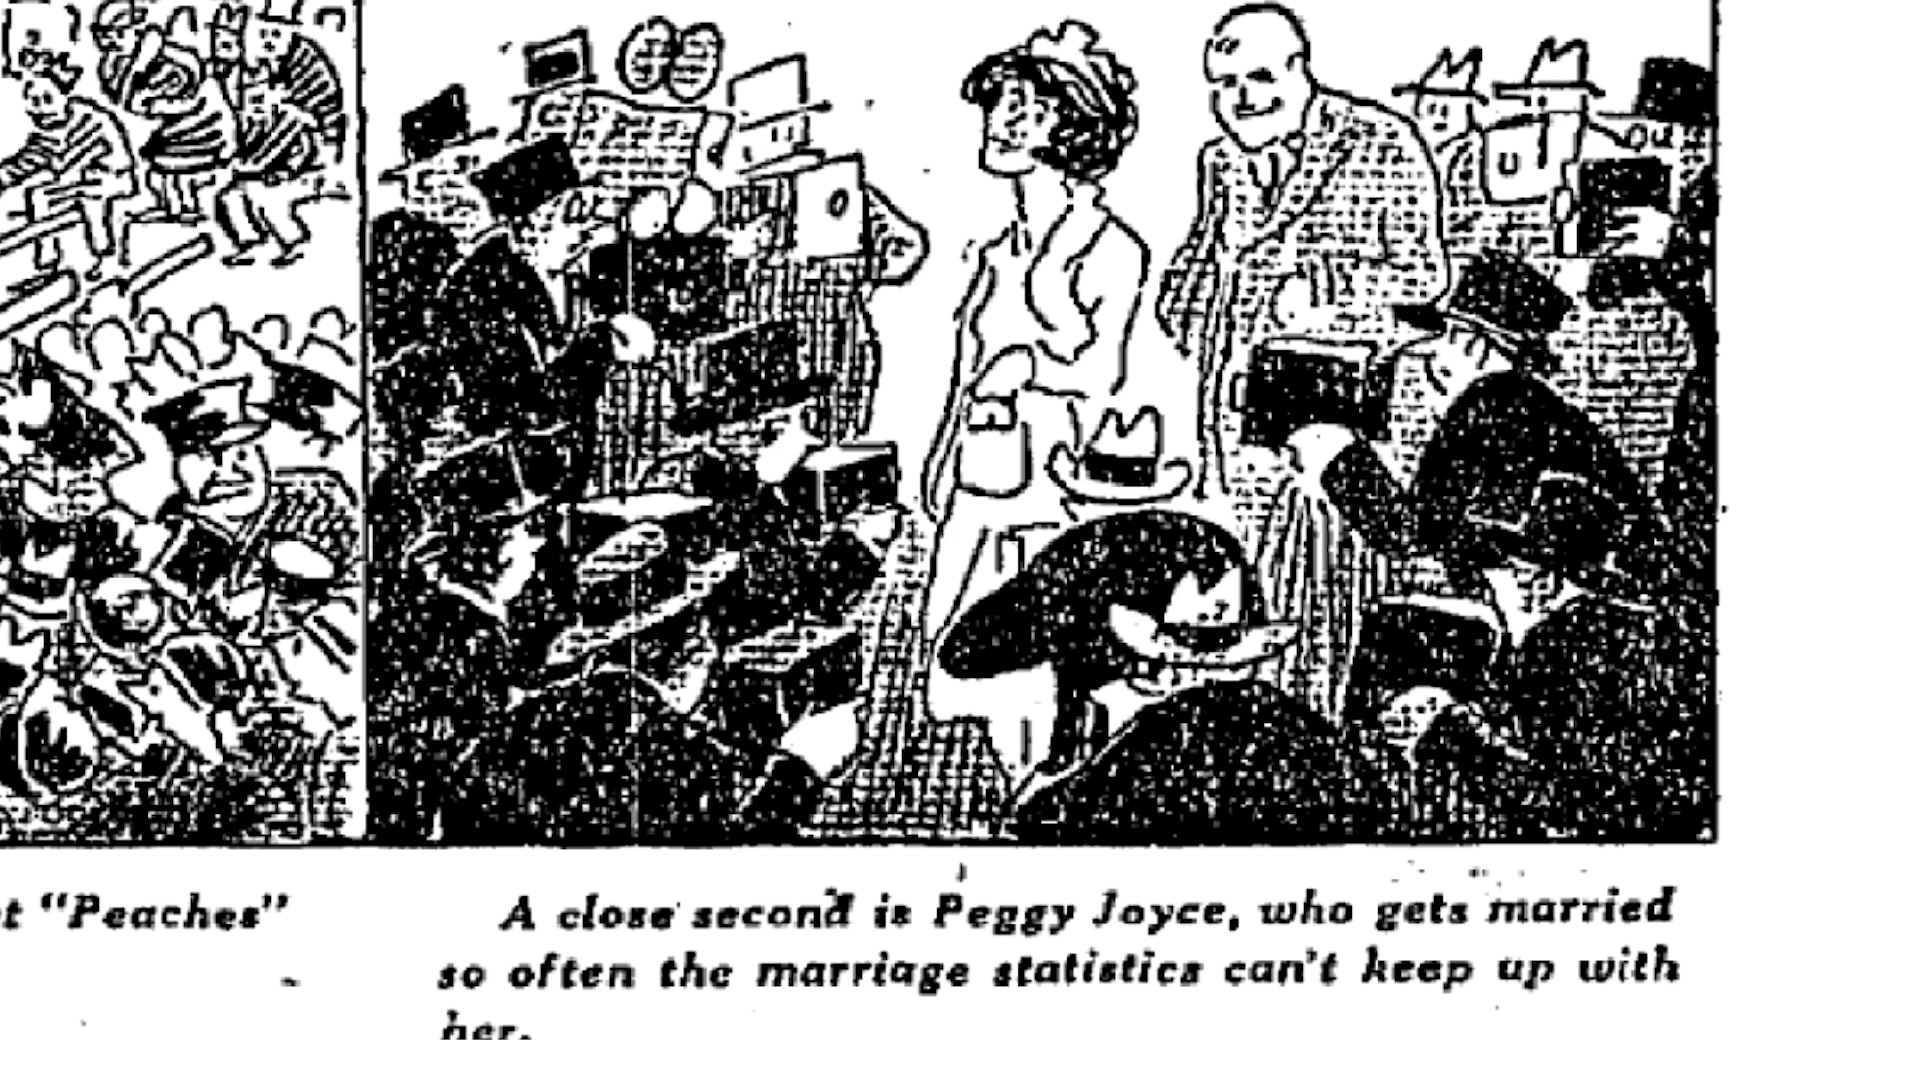 "Peaches"
A close second is Peggy Joyce, who gets married
so often the marriage statistics can't keep up with
her.